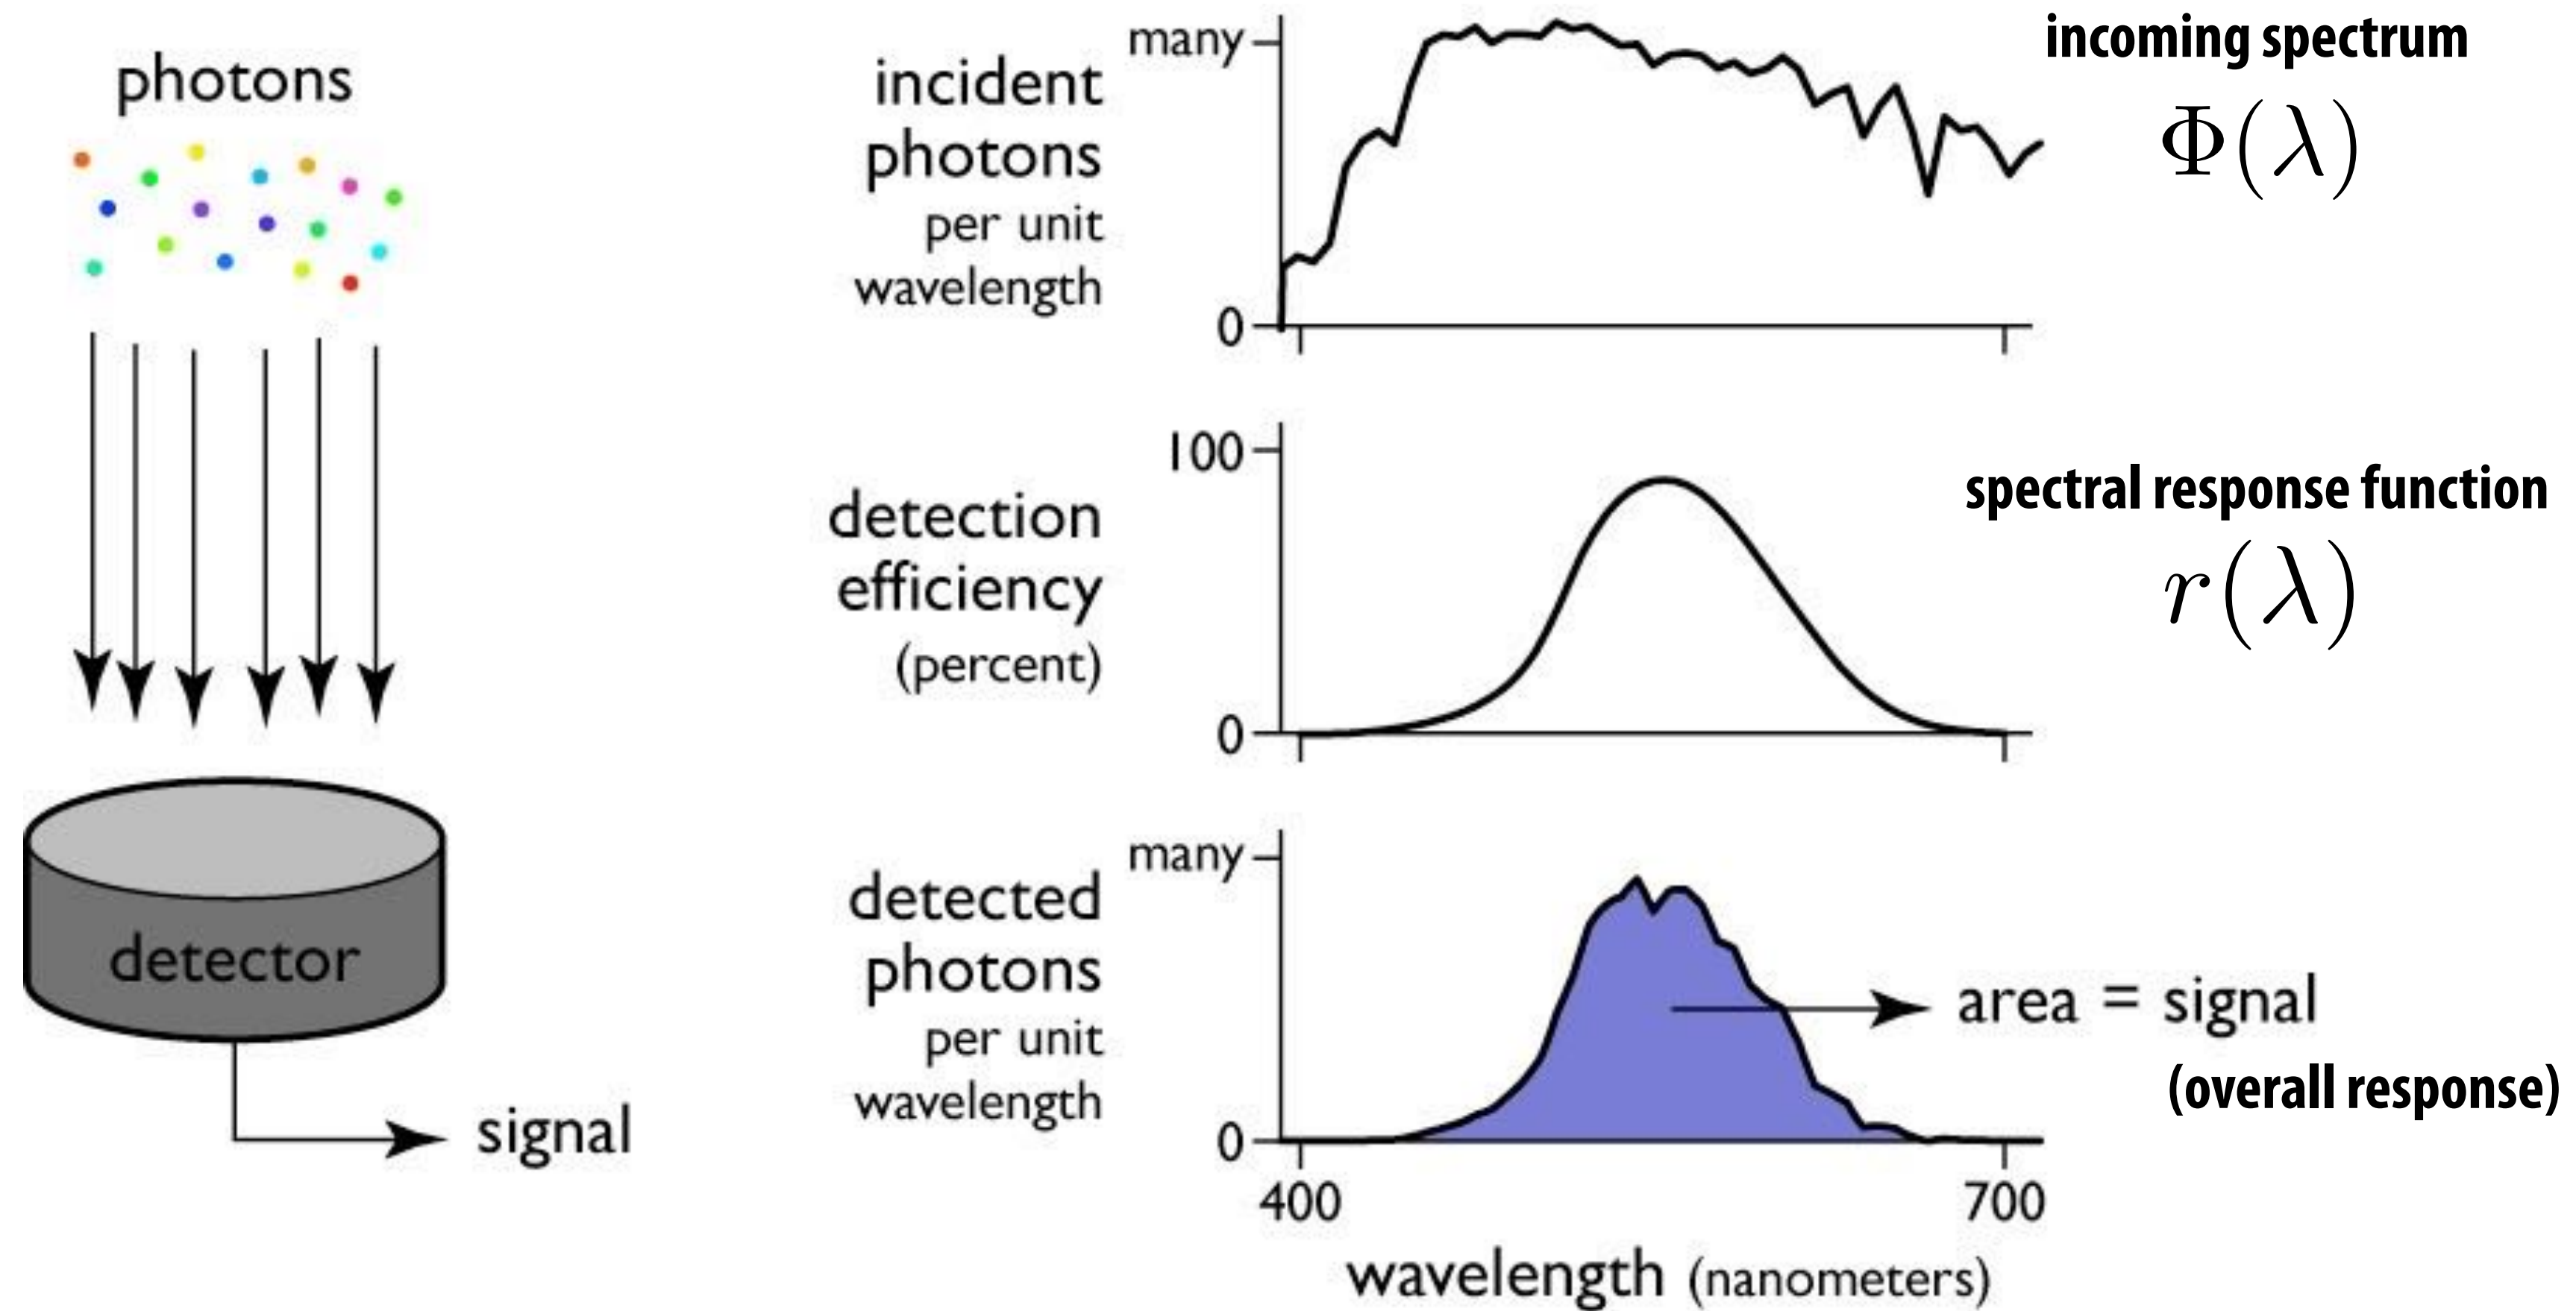 photons
detector
signal
incident
photons
per unit
wavelength
many
0
incoming spectrum
Φ(λ)
detection
efficiency
(percent)
100
0
spectral response function
r(λ)
detected
photons
per unit
wavelength
many
0
area = signal
(overall response)
400
700
wavelength (nanometers)